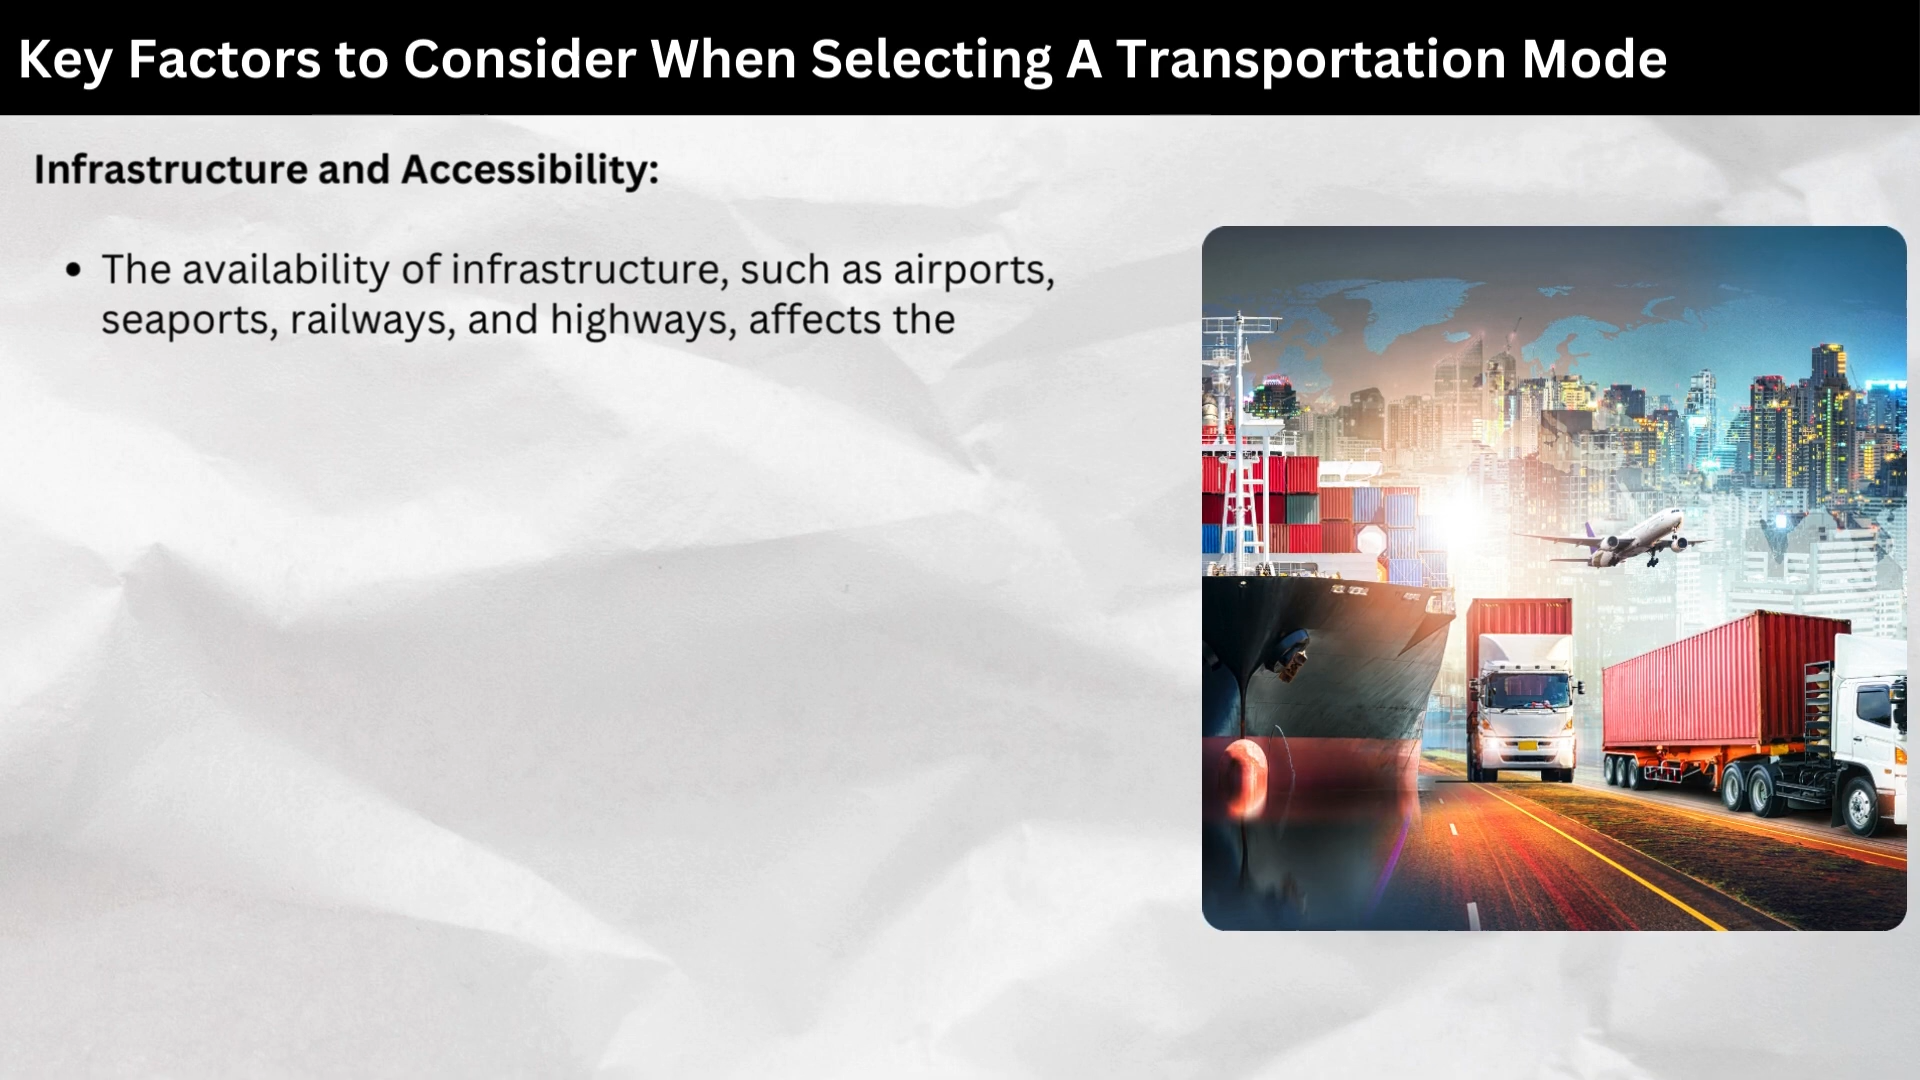 Key Factors to Consider When Selecting A Transportation Mode
Infrastructure and Accessibility:
• The availability of infrastructure, such as airports,
seaports, railways, and highways, affects the